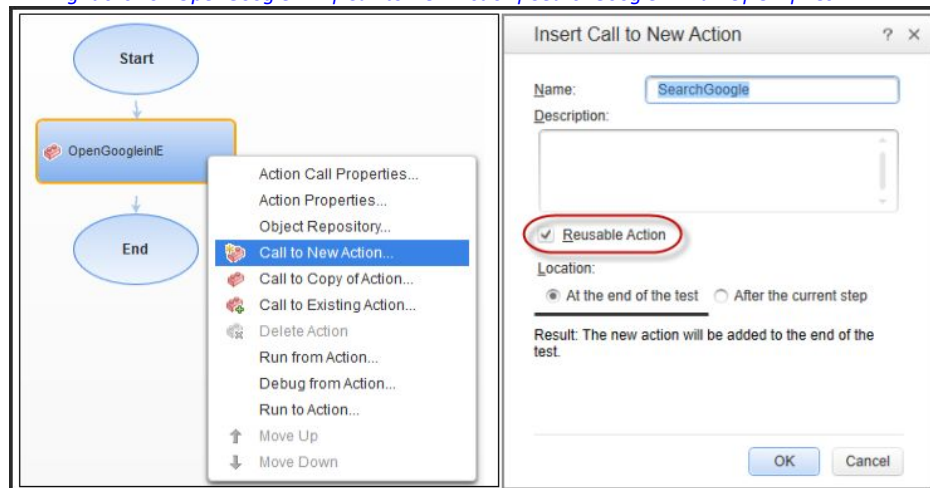 Start
OpenGoogleinIE
End
Action Call Properties...
Action Properties...
Object Repository...
Call to New Action...
Call to Copy of Action...
Call to Existing Action...
Delete Action
Run from Action...
Debug from Action...
Run to Action...
Move Up
Move Down
Insert Call to New Action ? ×
Name: SearchGoogle
Description:
Reusable Action
Location:
At the end of the test After the current step
Result: The new action will be added to the end of the
test.
OK Cancel